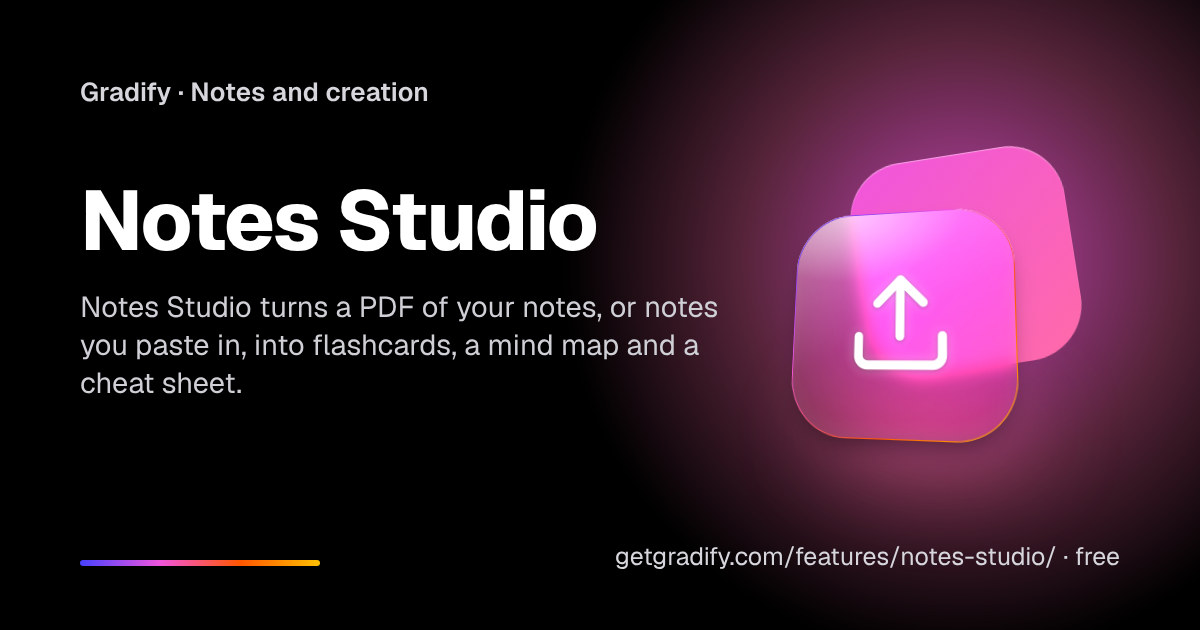 Gradify · Notes and creation
Notes Studio
Notes Studio turns a PDF of your notes, or notes
you paste in, into flashcards, a mind map and a
cheat sheet.
getgradify.com/features/notes-studio/ · free